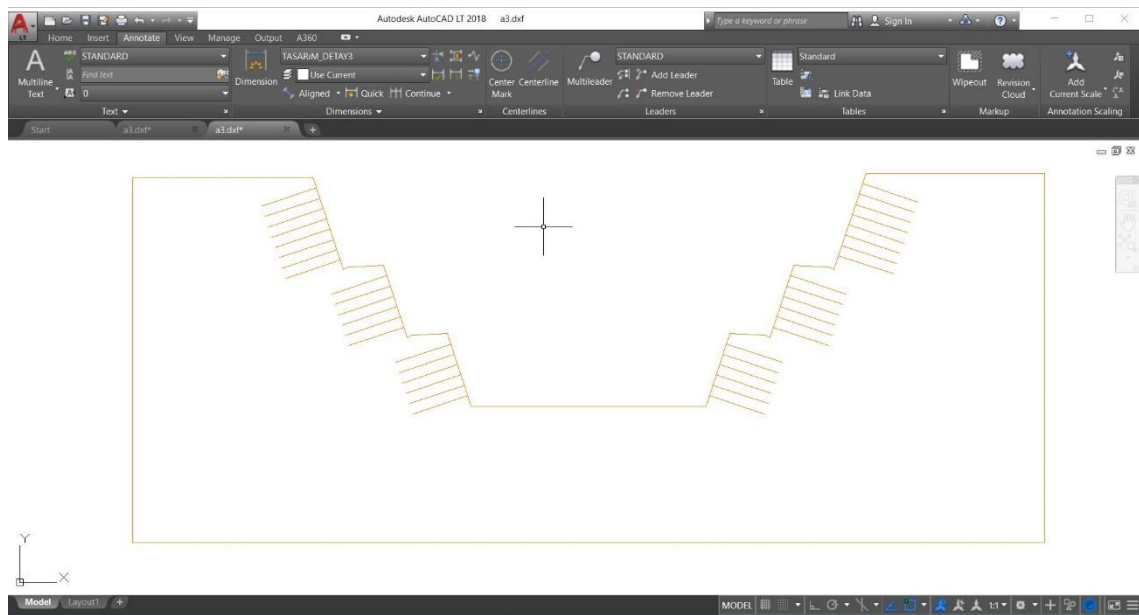 Autodesk AutoCAD LT 2018 a3.dxf
Type a keyword or phrase
Sign In
Home Insert Annotate View Manage Output A360
LT
STANDARD
TASARiM_DETAY3
STANDARD
Standard
Find text
Use Current
Add Leader
Multiline
Text
Dimension
Center
Mark
Centerline
Multileader
Table
Wipeout
Revision
Cloud
Add
Current Scale
0
Aligned Quick Continue
Remove Leader
Link Data
Text Dimensions Centerlines Leaders Tables Markup Annotation Scaling
Start a3.dxf* a3.dxf*
Y
X
Model Layout1
MODEL
1:1